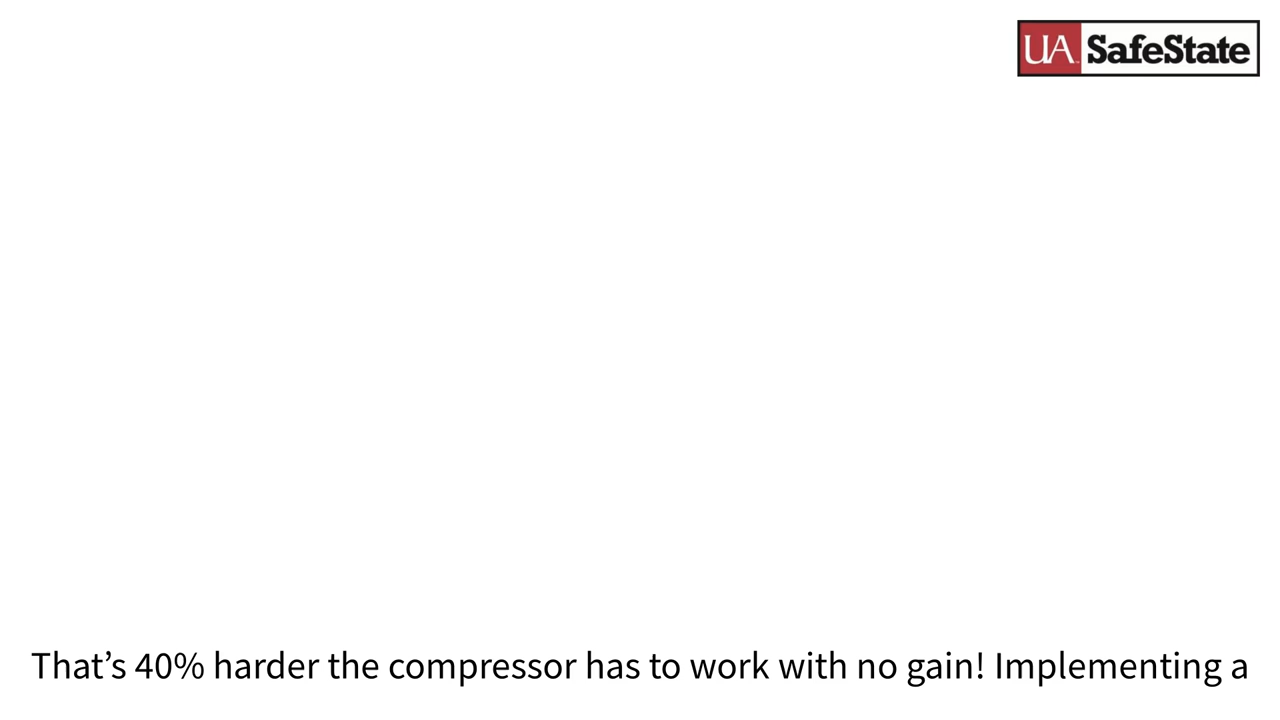 UA SafeState
That’s 40% harder the compressor has to work with no gain! Implementing a